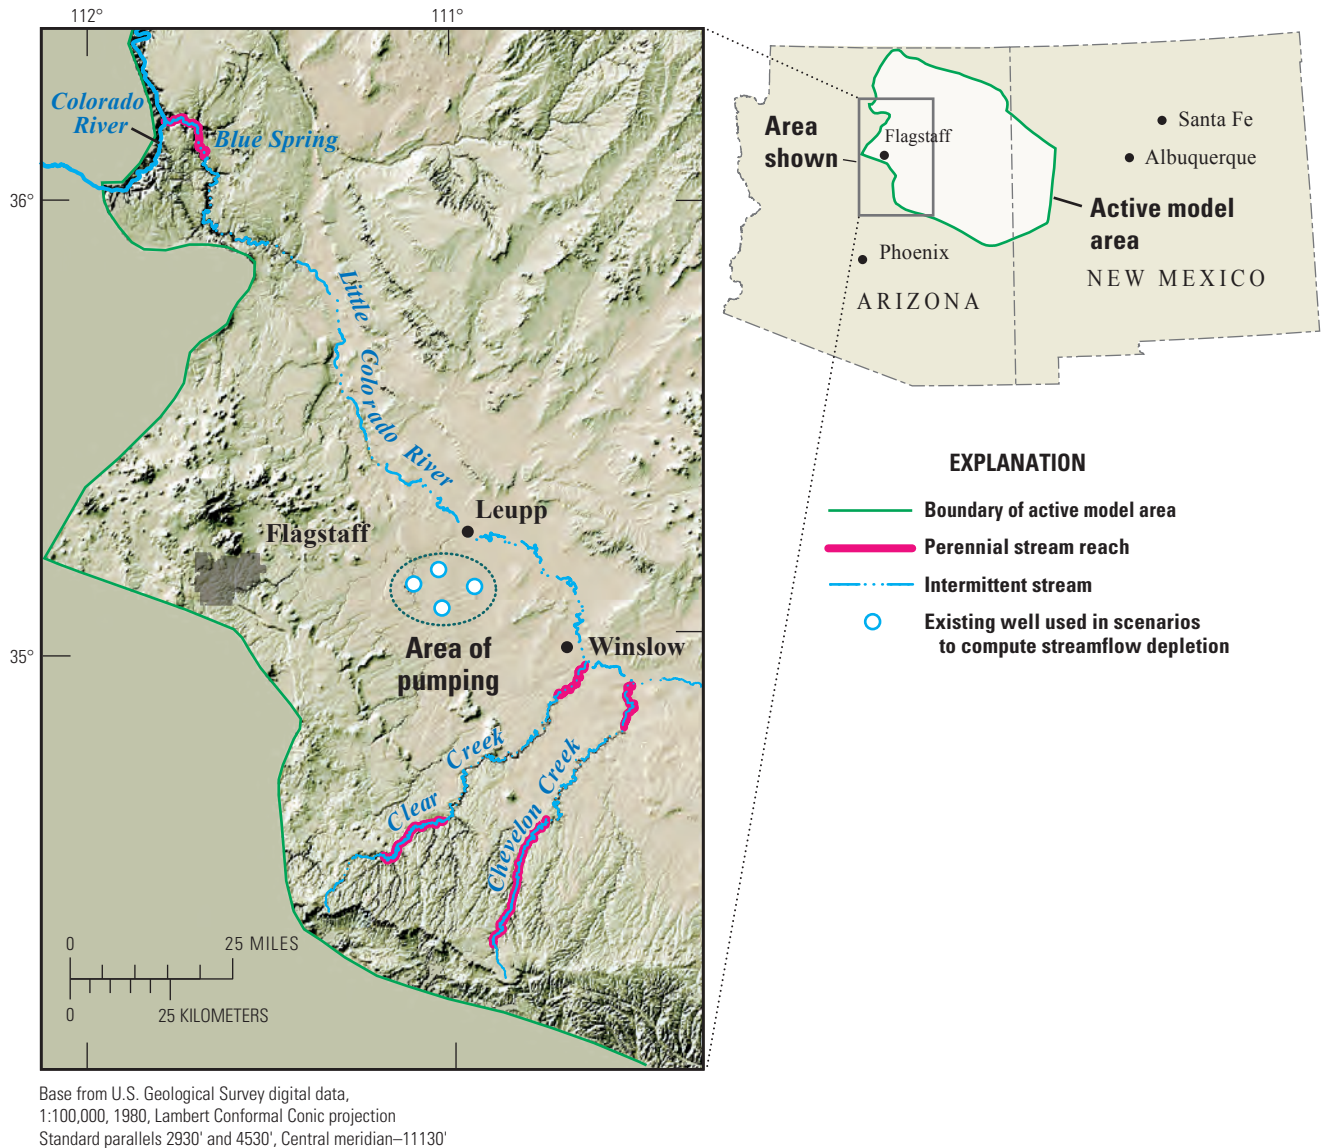 112°
111°
Colorado
River
Blue Spring
36°
Little Colorado River
Leupp
Flagstaff
Area of
pumping
Winslow
35°
Clear Creek
Chevelon Creek
0 25 MILES
0 25 KILOMETERS
Base from U.S. Geological Survey digital data,
1:100,000, 1980, Lambert Conformal Conic projection
Standard parallels 2930' and 4530', Central meridian–11130'
Area
shown
Flagstaff
Santa Fe
Albuquerque
Active model
area
Phoenix
NEW MEXICO
ARIZONA
EXPLANATION
Boundary of active model area
Perennial stream reach
Intermittent stream
Existing well used in scenarios
to compute streamflow depletion